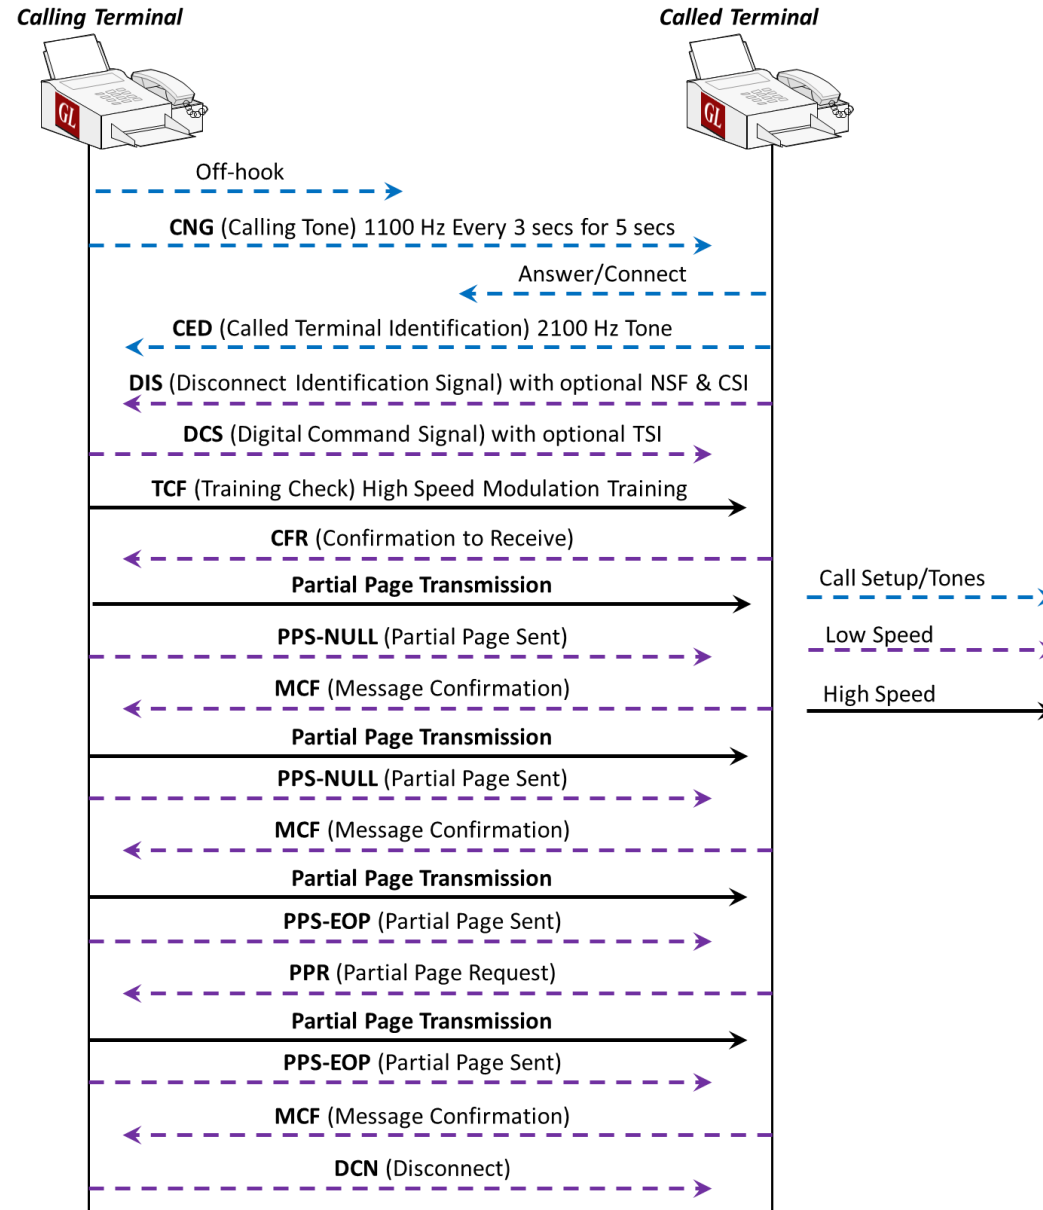 Calling Terminal
Called Terminal
GL
GL
Off-hook
CNG (Calling Tone) 1100 Hz Every 3 secs for 5 secs
Answer/Connect
CED (Called Terminal Identification) 2100 Hz Tone
DIS (Disconnect Identification Signal) with optional NSF & CSI
DCS (Digital Command Signal) with optional TSI
TCF (Training Check) High Speed Modulation Training
CFR (Confirmation to Receive)
Partial Page Transmission
PPS-NULL (Partial Page Sent)
MCF (Message Confirmation)
Partial Page Transmission
PPS-NULL (Partial Page Sent)
MCF (Message Confirmation)
Partial Page Transmission
PPS-EOP (Partial Page Sent)
PPR (Partial Page Request)
Partial Page Transmission
PPS-EOP (Partial Page Sent)
MCF (Message Confirmation)
DCN (Disconnect)
Call Setup/Tones
Low Speed
High Speed